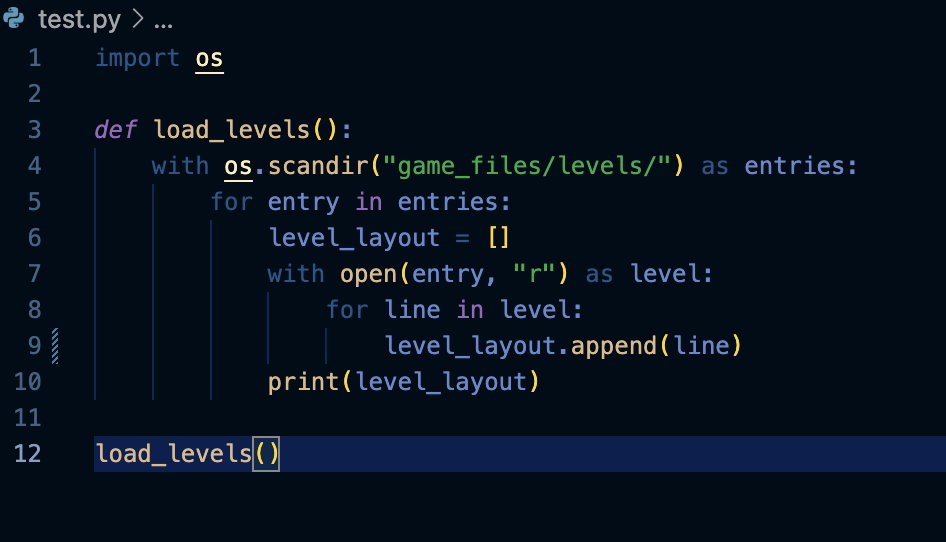 test.py > ...
1 import os
2
3 def load_levels():
4     with os.scandir("game_files/levels/") as entries:
5         for entry in entries:
6             level_layout = []
7             with open(entry, "r") as level:
8                 for line in level:
9                     level_layout.append(line)
10             print(level_layout)
11
12 load_levels()